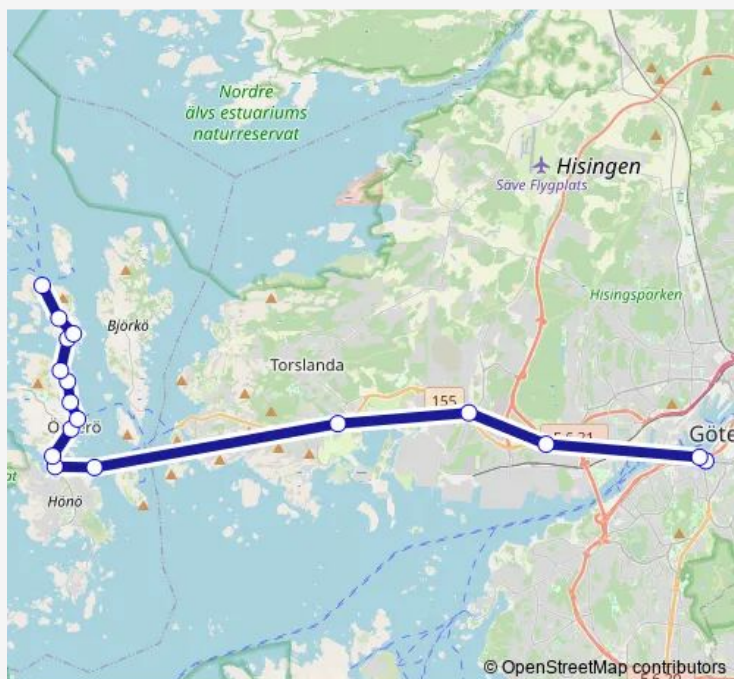 Nordre
älvs estuariums
naturreservat
Hisingen
Säve Flygplats
Hisingsparken
Björkö
Torslanda
155
Göte
Hönö
© OpenStreetMap contributors